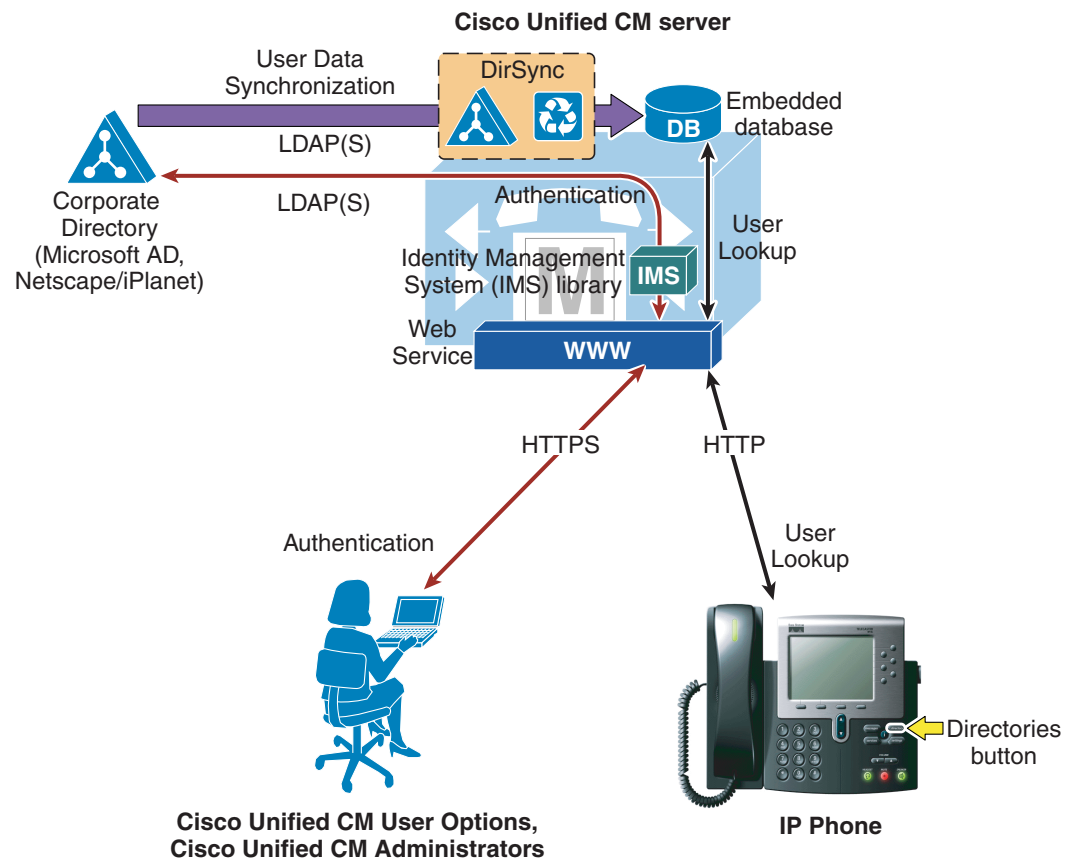 Cisco Unified CM server
User Data
Synchronization
DirSync
LDAP(S)
DB
Embedded
database
LDAP(S)
Authentication
User
Lookup
Corporate
Directory
(Microsoft AD,
Netscape/iPlanet)
Identity Management
System (IMS) library
IMS
M
Web
Service
WWW
HTTPS
HTTP
Authentication
User
Lookup
Directories
button
Cisco Unified CM User Options,
Cisco Unified CM Administrators
IP Phone